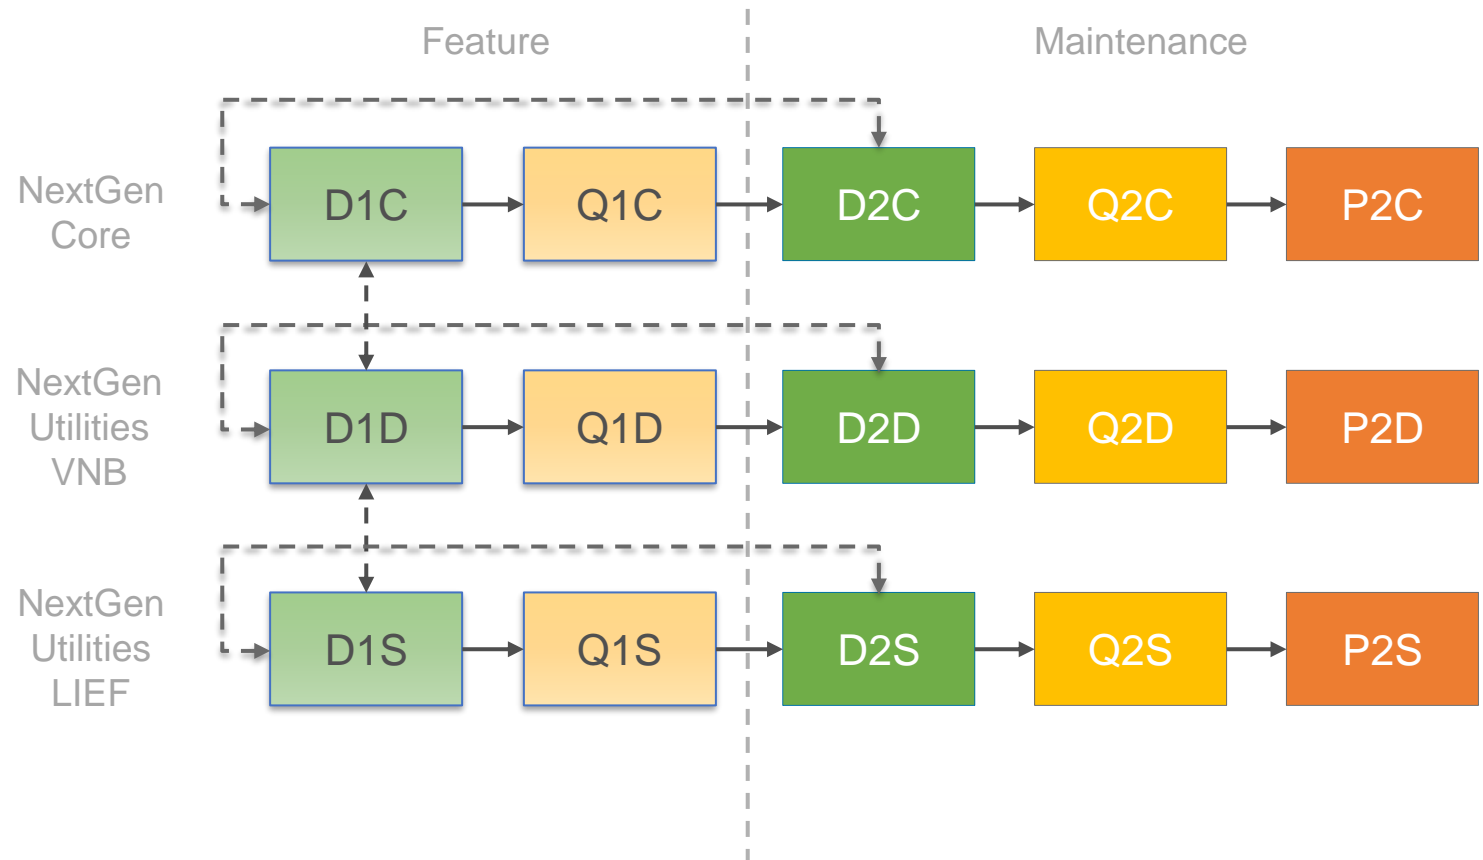 Feature
Maintenance
NextGen
Core
D1C
Q1C
D2C
Q2C
P2C
NextGen
Utilities
VNB
D1D
Q1D
D2D
Q2D
P2D
NextGen
Utilities
LIEF
D1S
Q1S
D2S
Q2S
P2S